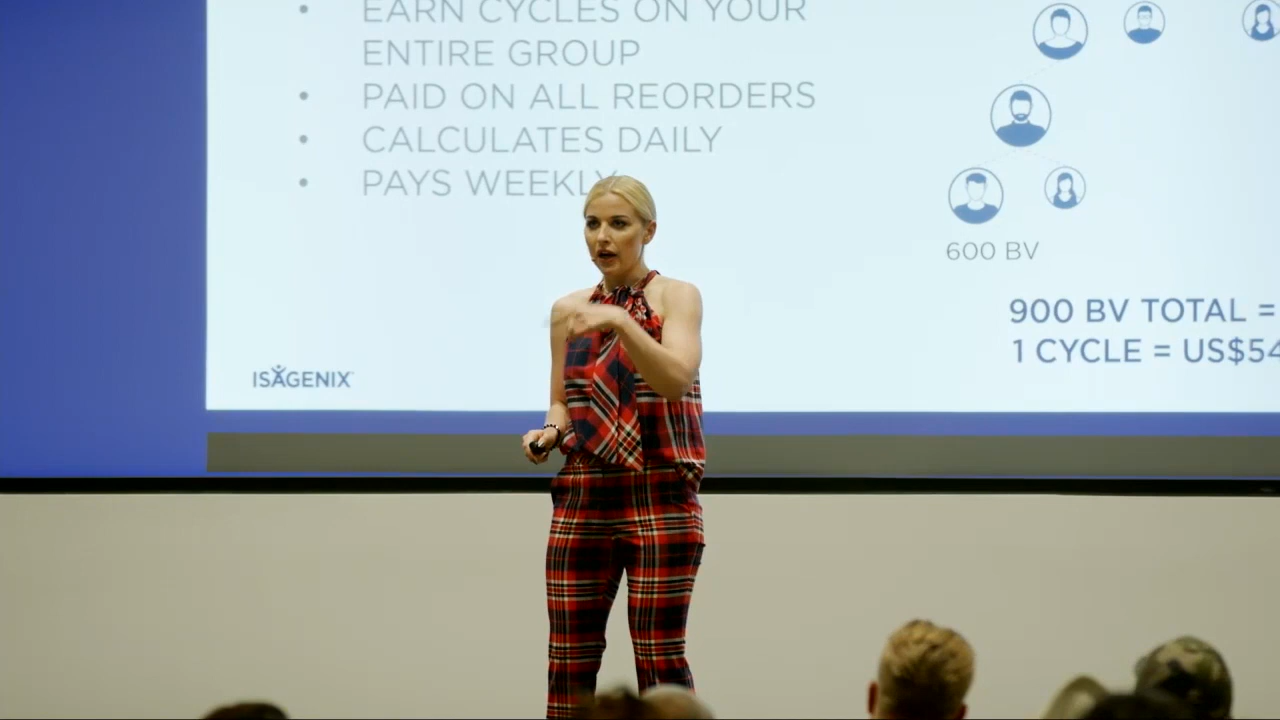 EARN CYCLES ON YOUR
ENTIRE GROUP
• PAID ON ALL REORDERS
• CALCULATES DAILY
• PAYS WEEKLY
600 BV
900 BV TOTAL =
1 CYCLE = US$54
ISAGENIX